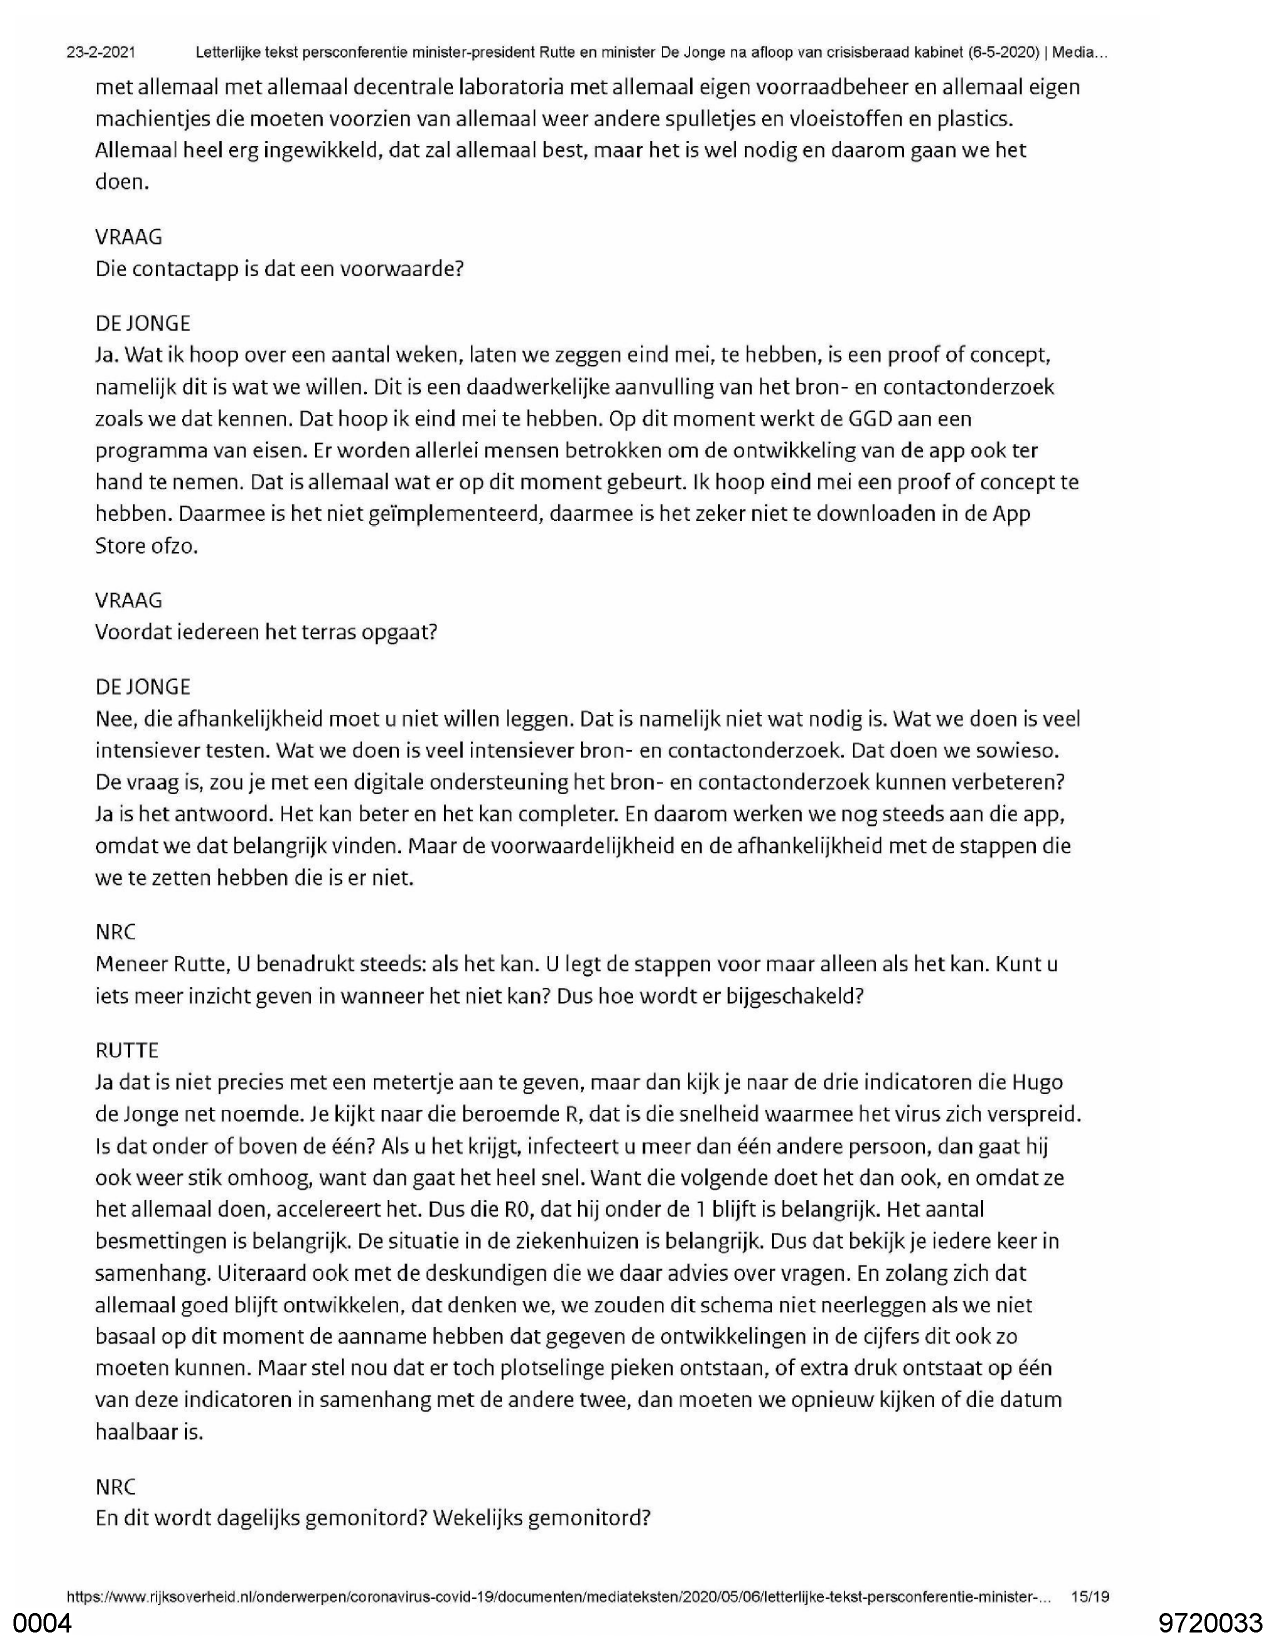 23-2-2021 Letterlijke tekst persconferentie minister-president Rutte en minister De Jonge na afloop van crisisberaad kabinet (6-5-2020) | Media...
met allemaal met allemaal decentrale laboratoria met allemaal eigen voorraadbeheer en allemaal eigen
machientjes die moeten voorzien van allemaal weer andere spulletjes en vloeistoffen en plastics.
Allemaal heel erg ingewikkeld, dat zal allemaal best, maar het is wel nodig en daarom gaan we het
doen.
VRAAG
Die contactapp is dat een voorwaarde?
DE JONGE
Ja. Wat ik hoop over een aantal weken, laten we zeggen eind mei, te hebben, is een proof of concept,
namelijk dit is wat we willen. Dit is een daadwerkelijke aanvulling van het bron- en contactonderzoek
zoals we dat kennen. Dat hoop ik eind mei te hebben. Op dit moment werkt de GGD aan een
programma van eisen. Er worden allerlei mensen betrokken om de ontwikkeling van de app ook ter
hand te nemen. Dat is allemaal wat er op dit moment gebeurt. Ik hoop eind mei een proof of concept te
hebben. Daarmee is het niet geïmplementeerd, daarmee is het zeker niet te downloaden in de App
Store ofzo.
VRAAG
Voordat iedereen het terras opgaat?
DE JONGE
Nee, die afhankelijkheid moet u niet willen leggen. Dat is namelijk niet wat nodig is. Wat we doen is veel
intensiever testen. Wat we doen is veel intensiever bron- en contactonderzoek. Dat doen we sowieso.
De vraag is, zou je met een digitale ondersteuning het bron- en contactonderzoek kunnen verbeteren?
Ja is het antwoord. Het kan beter en het kan completer. En daarom werken we nog steeds aan die app,
omdat we dat belangrijk vinden. Maar de voorwaardelijkheid en de afhankelijkheid met de stappen die
we te zetten hebben die is er niet.
NRC
Meneer Rutte, U benadrukt steeds: als het kan. U legt de stappen voor maar alleen als het kan. Kunt u
iets meer inzicht geven in wanneer het niet kan? Dus hoe wordt er bijgeschakeld?
RUTTE
Ja dat is niet precies met een metertje aan te geven, maar dan kijk je naar de drie indicatoren die Hugo
de Jonge net noemde. Je kijkt naar die beroemde R, dat is die snelheid waarmee het virus zich verspreid.
Is dat onder of boven de één? Als u het krijgt, infecteert u meer dan één andere persoon, dan gaat hij
ook weer stik omhoog, want dan gaat het heel snel. Want die volgende doet het dan ook, en omdat ze
het allemaal doen, accelereert het. Dus die R0, dat hij onder de 1 blijft is belangrijk. Het aantal
besmettingen is belangrijk. De situatie in de ziekenhuizen is belangrijk. Dus dat bekijk je iedere keer in
samenhang. Uiteraard ook met de deskundigen die we daar advies over vragen. En zolang zich dat
allemaal goed blijft ontwikkelen, dat denken we, we zouden dit schema niet neerleggen als we niet
basaal op dit moment de aanname hebben dat gegeven de ontwikkelingen in de cijfers dit ook zo
moeten kunnen. Maar stel nou dat er toch plotselinge pieken ontstaan, of extra druk ontstaat op één
van deze indicatoren in samenhang met de andere twee, dan moeten we opnieuw kijken of die datum
haalbaar is.
NRC
En dit wordt dagelijks gemonitord? Wekelijks gemonitord?
https://www.rijksoverheid.nl/onderwerpen/coronavirus-covid-19/documenten/mediateksten/2020/05/06/letterlijke-tekst-persconferentie-minister-... 15/19
0004 9720033